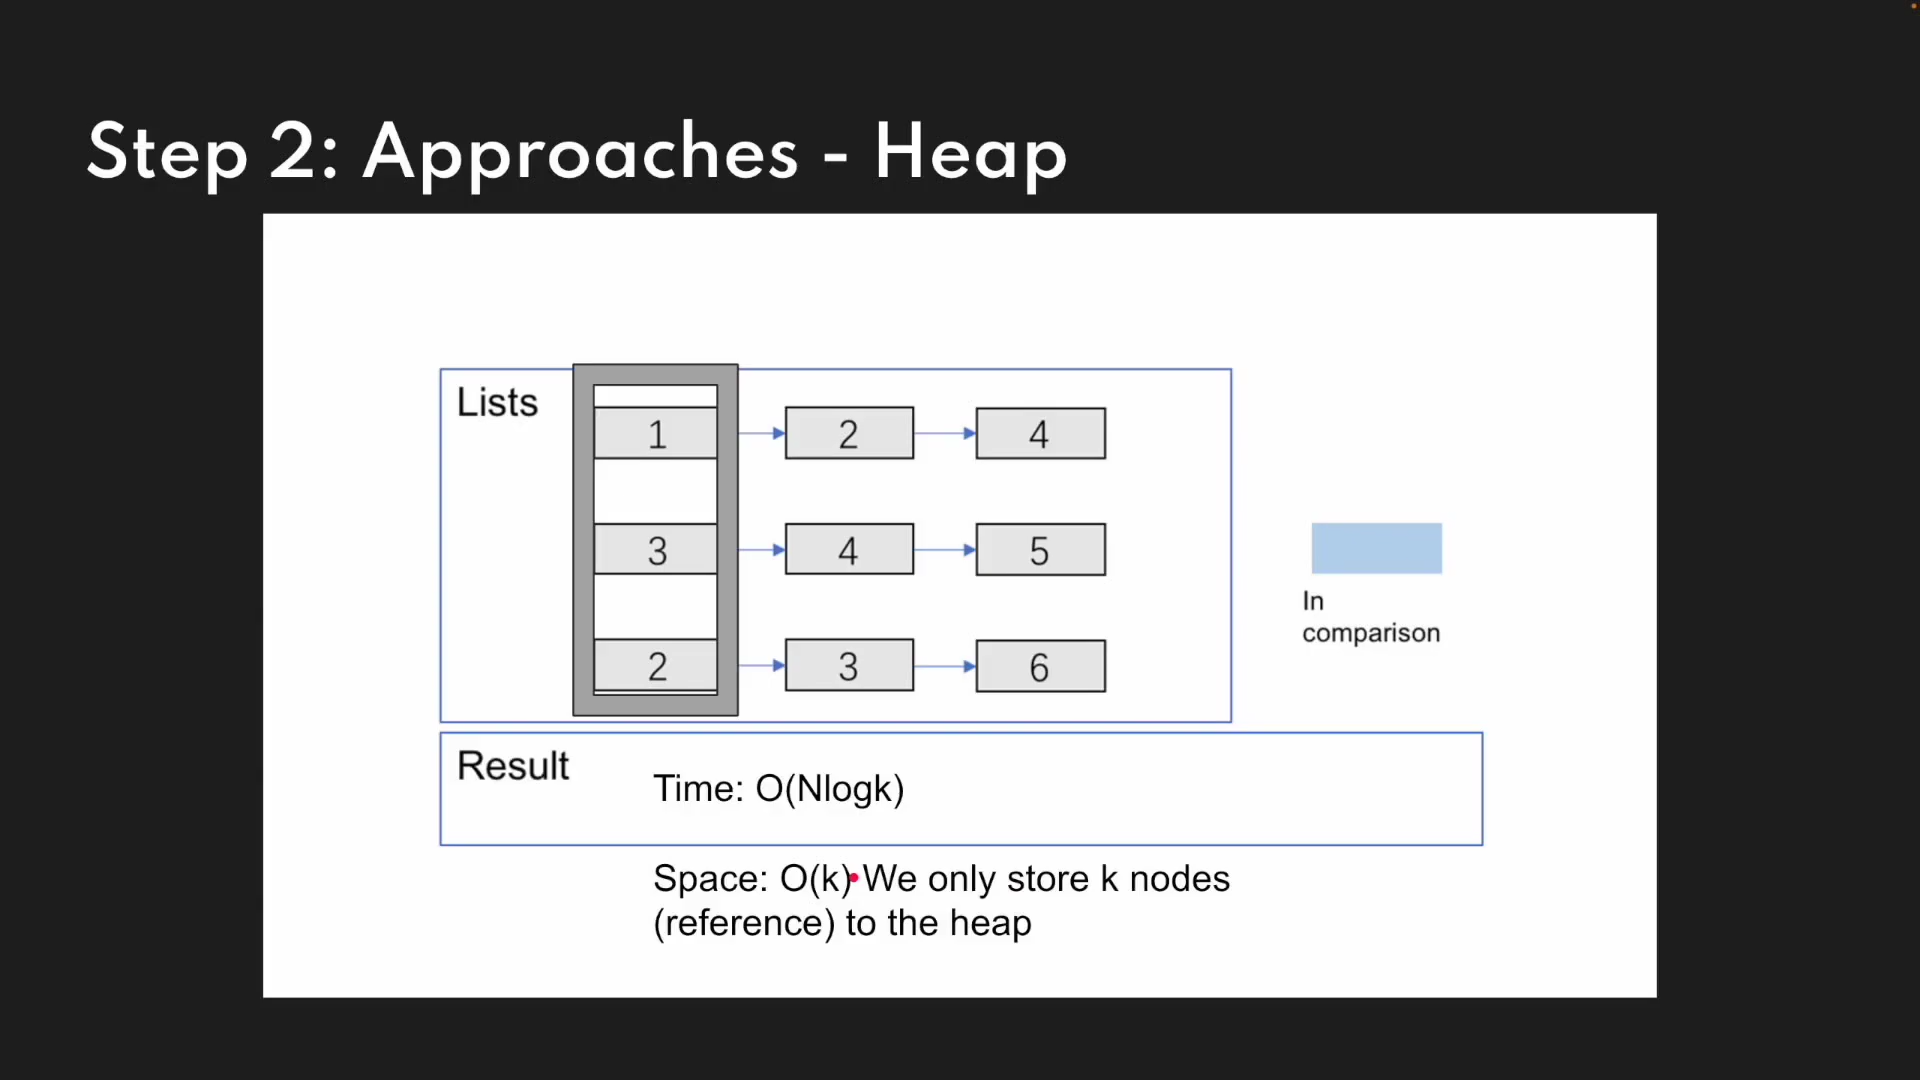 Step 2: Approaches - Heap
Lists
1
2
4
3
4
5
2
3
6
In
comparison
Result
Time: O(Nlogk)
Space: O(k) We only store k nodes
(reference) to the heap